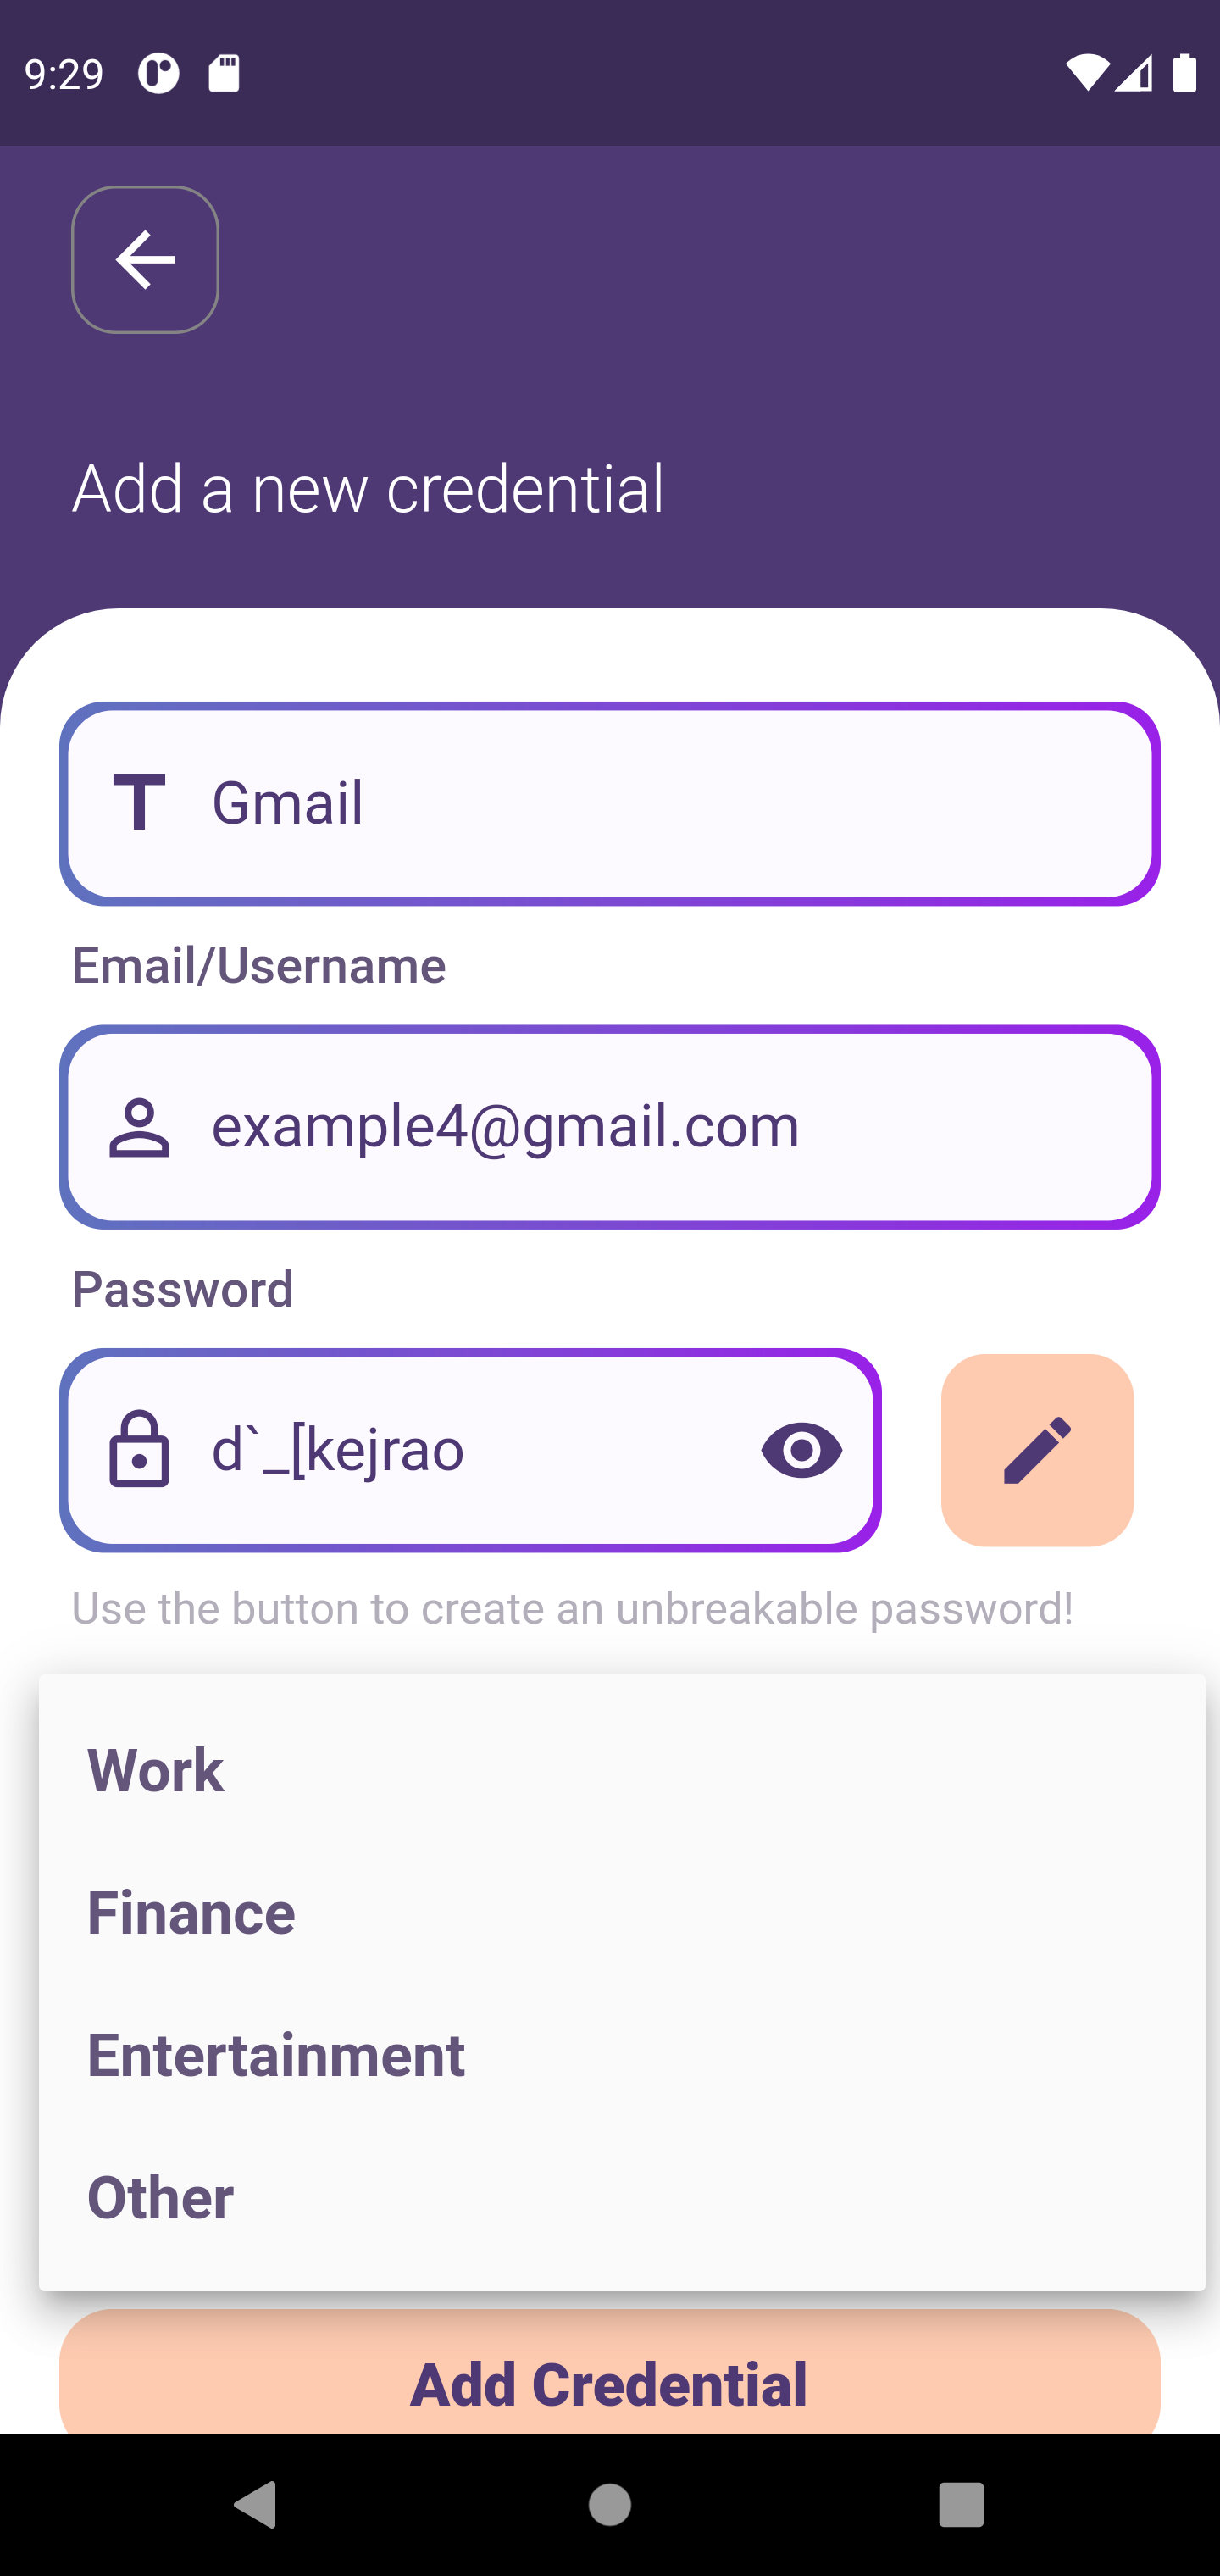 9:29
Add a new credential
Gmail
Email/Username
example4@gmail.com
Password
d`_[kejrao
Use the button to create an unbreakable password!
Work
Finance
Entertainment
Other
Add Credential